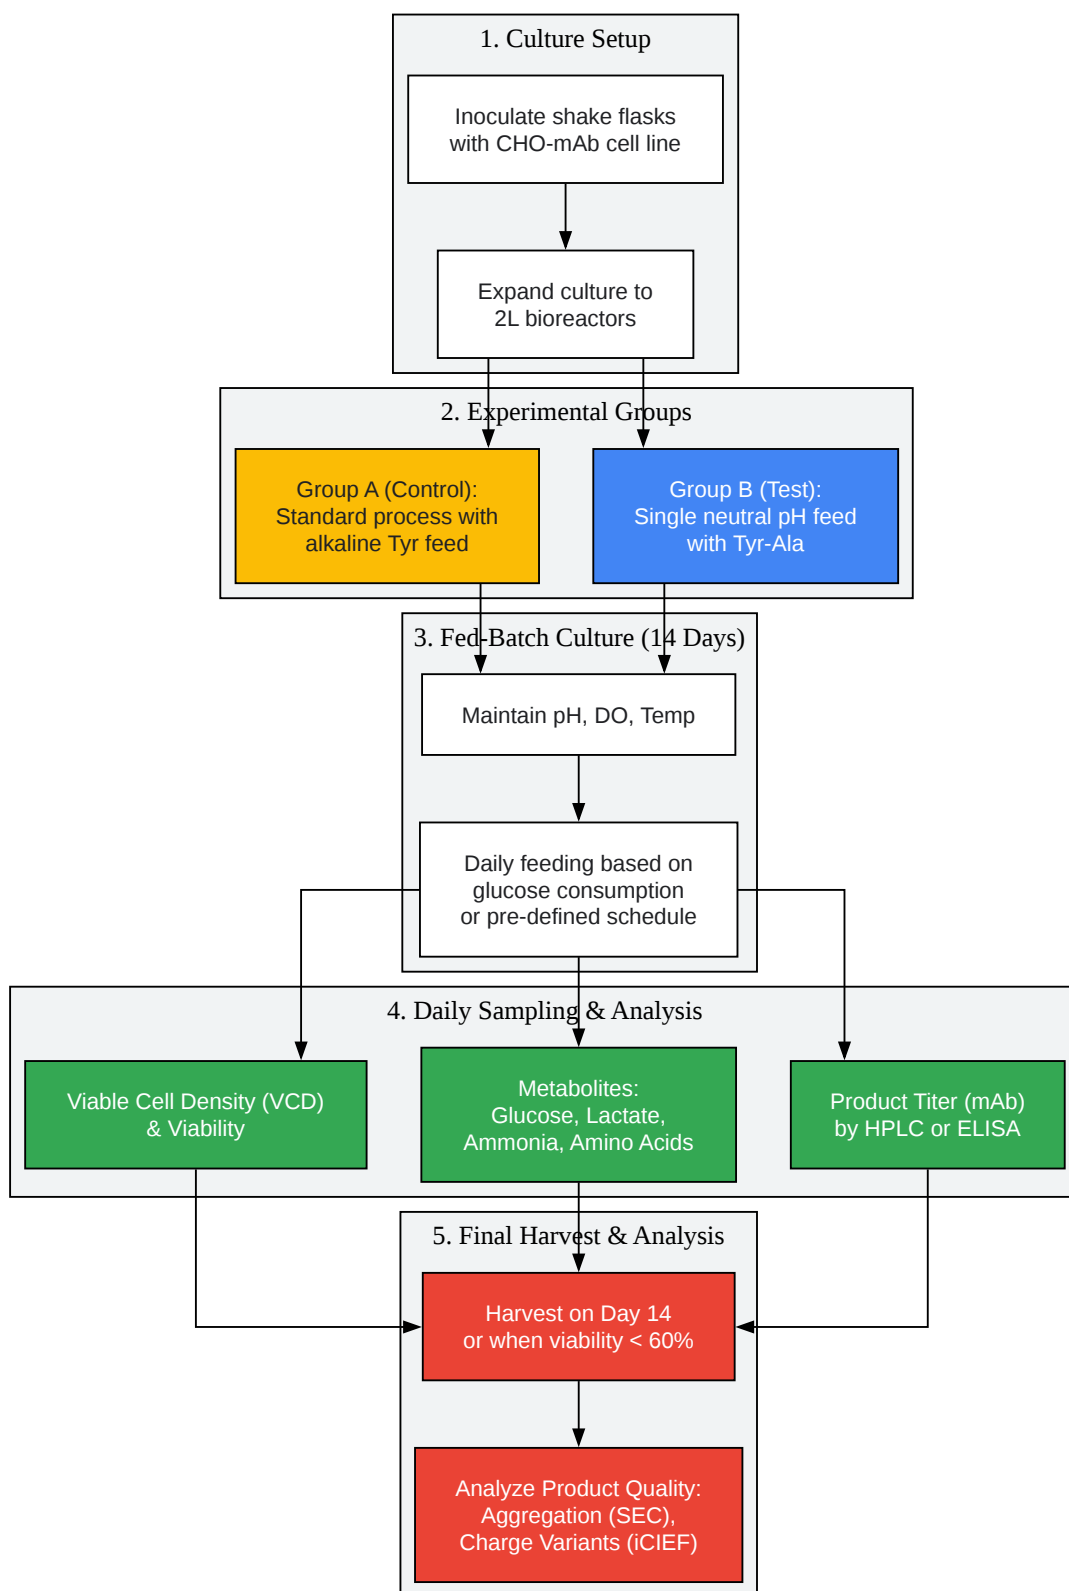 1. Culture Setup
Inoculate shake flasks
with CHO-mAb cell line
Expand culture to
2L bioreactors
2. Experimental Groups
Group A (Control):
Standard process with
alkaline Tyr feed
Group B (Test):
Single neutral pH feed
with Tyr-Ala
3. Fed-Batch Culture (14 Days)
Maintain pH, DO, Temp
Daily feeding based on
glucose consumption
or pre-defined schedule
4. Daily Sampling & Analysis
Viable Cell Density (VCD)
& Viability
Metabolites:
Glucose, Lactate,
Ammonia, Amino Acids
Product Titer (mAb)
by HPLC or ELISA
5. Final Harvest & Analysis
Harvest on Day 14
or when viability < 60%
Analyze Product Quality:
Aggregation (SEC),
Charge Variants (iCIEF)